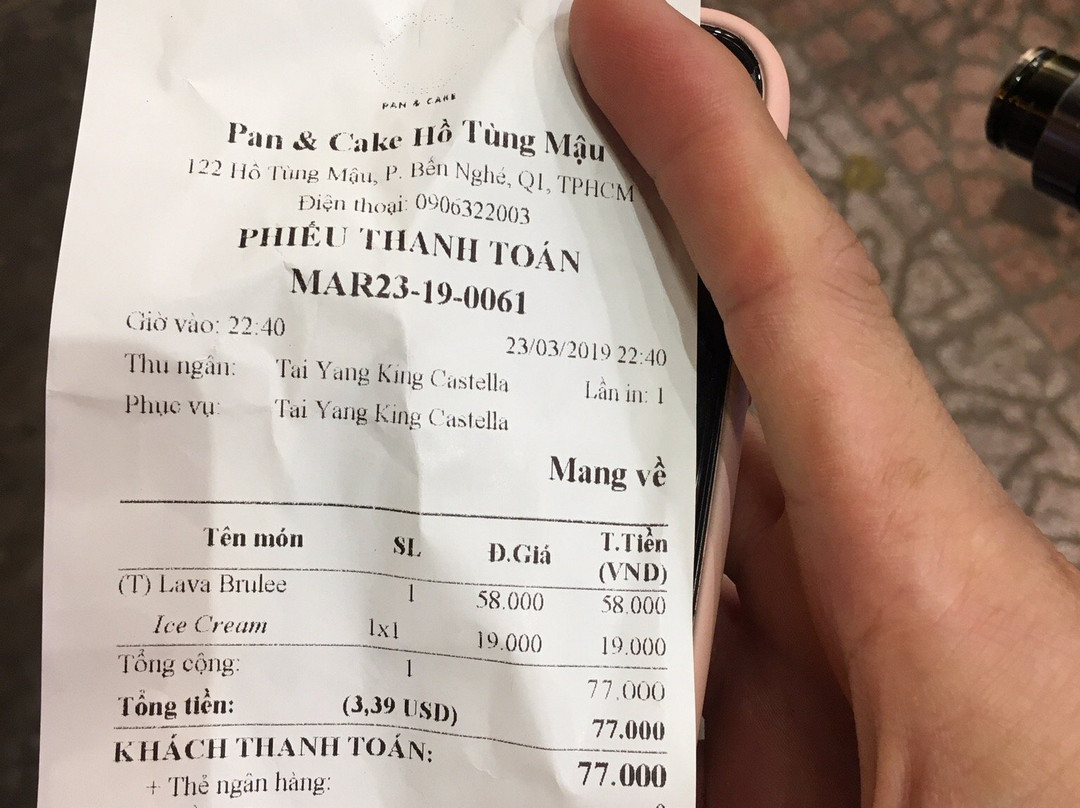 PAN & CAKE
Pan & Cake Hồ Tùng Mậu
122 Hồ Tùng Mậu, P. Bến Nghé, Q1, TPHCM
Điện thoại: 0906322003
PHIẾU THANH TOÁN
MAR23-19-0061
Giờ vào: 22:40
23/03/2019 22:40
Thu ngân: Tai Yang King Castella Lần in: 1
Phục vụ: Tai Yang King Castella
Mang về
Tên món SL Đ.Giá T.Tiền (VND)
(T) Lava Brulee 1 58.000 58.000
Ice Cream 1x1 19.000 19.000
Tổng cộng: 1 77.000
Tổng tiền: (3,39 USD) 77.000
KHÁCH THANH TOÁN: 77.000
+ Thẻ ngân hàng: